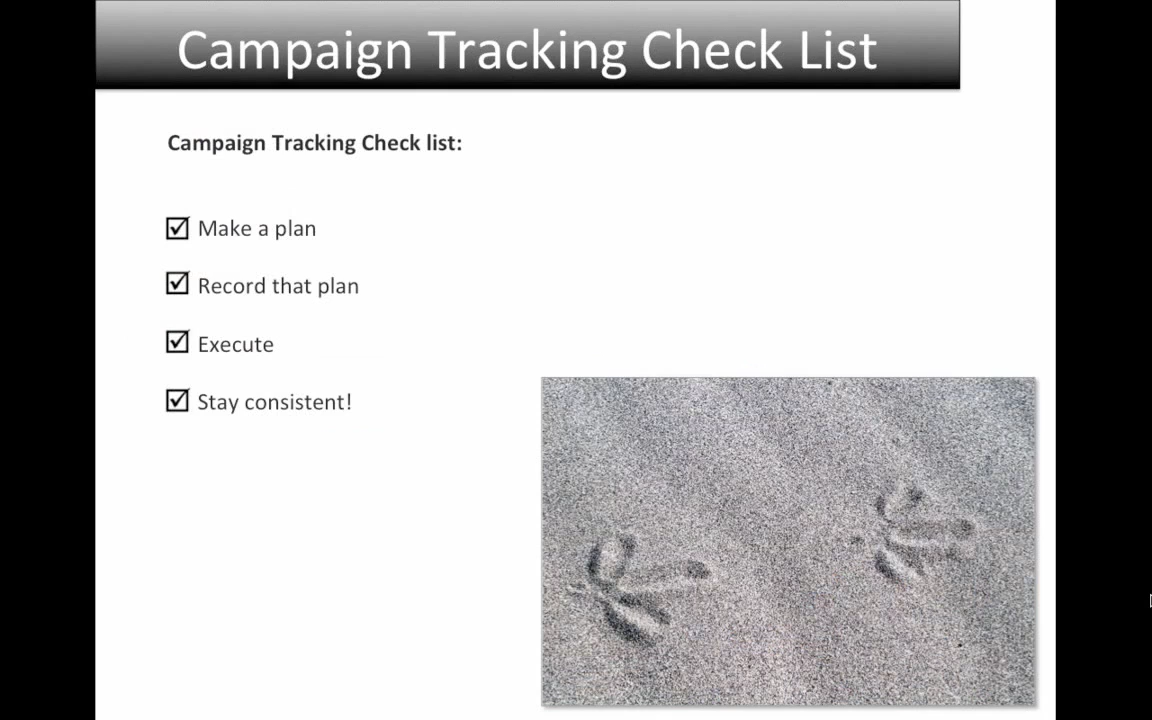 Campaign Tracking Check List
Campaign Tracking Check list:
Make a plan
Record that plan
Execute
Stay consistent!